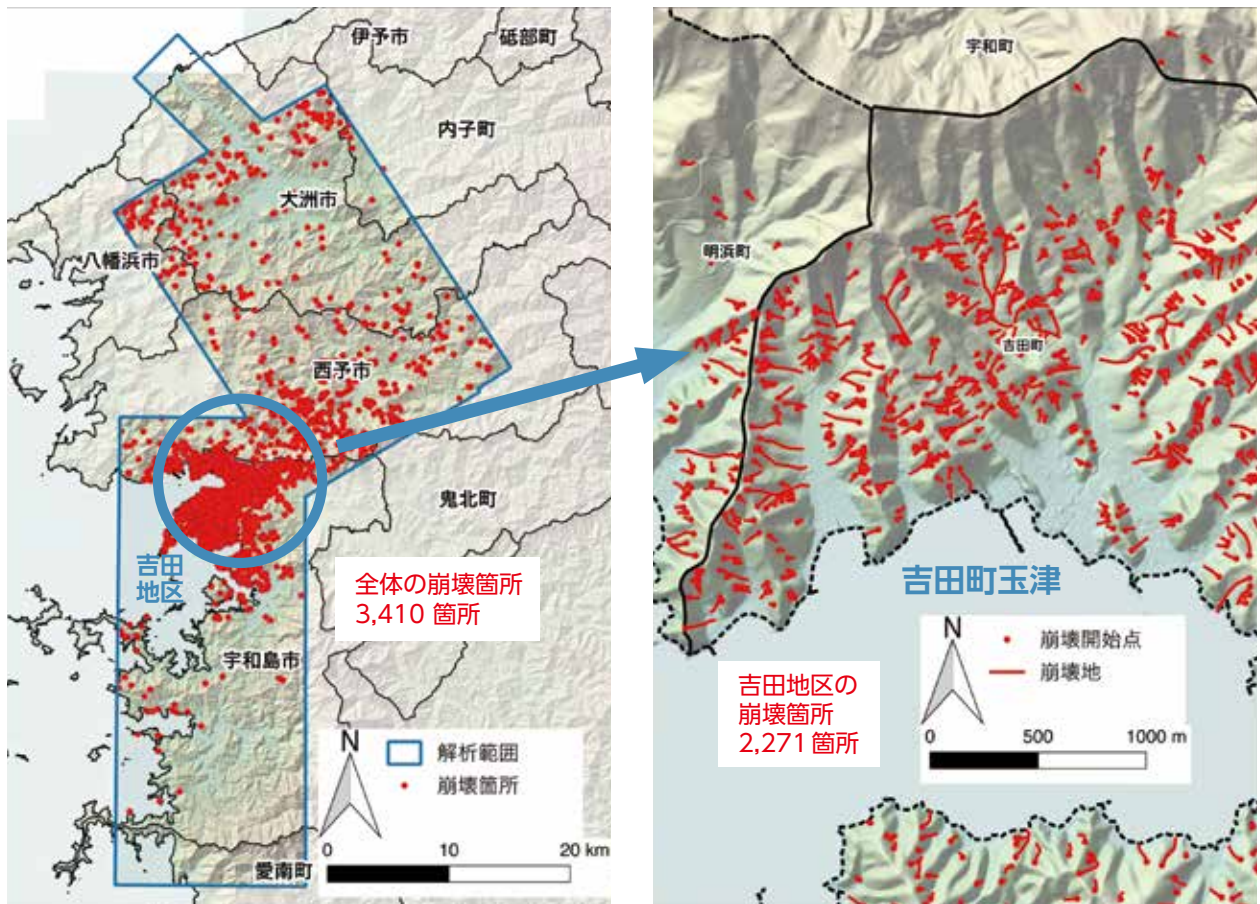 伊予市
砥部町
内子町
大洲市
八幡浜市
西予市
鬼北町
吉田
地区
全体の崩壊箇所
3,410 箇所
宇和島市
N
解析範囲
崩壊箇所
0 10 20 km
愛南町
宇和町
明浜町
吉田町
吉田町玉津
N
崩壊開始点
崩壊地
吉田地区の
崩壊箇所
2,271 箇所
0 500 1000 m